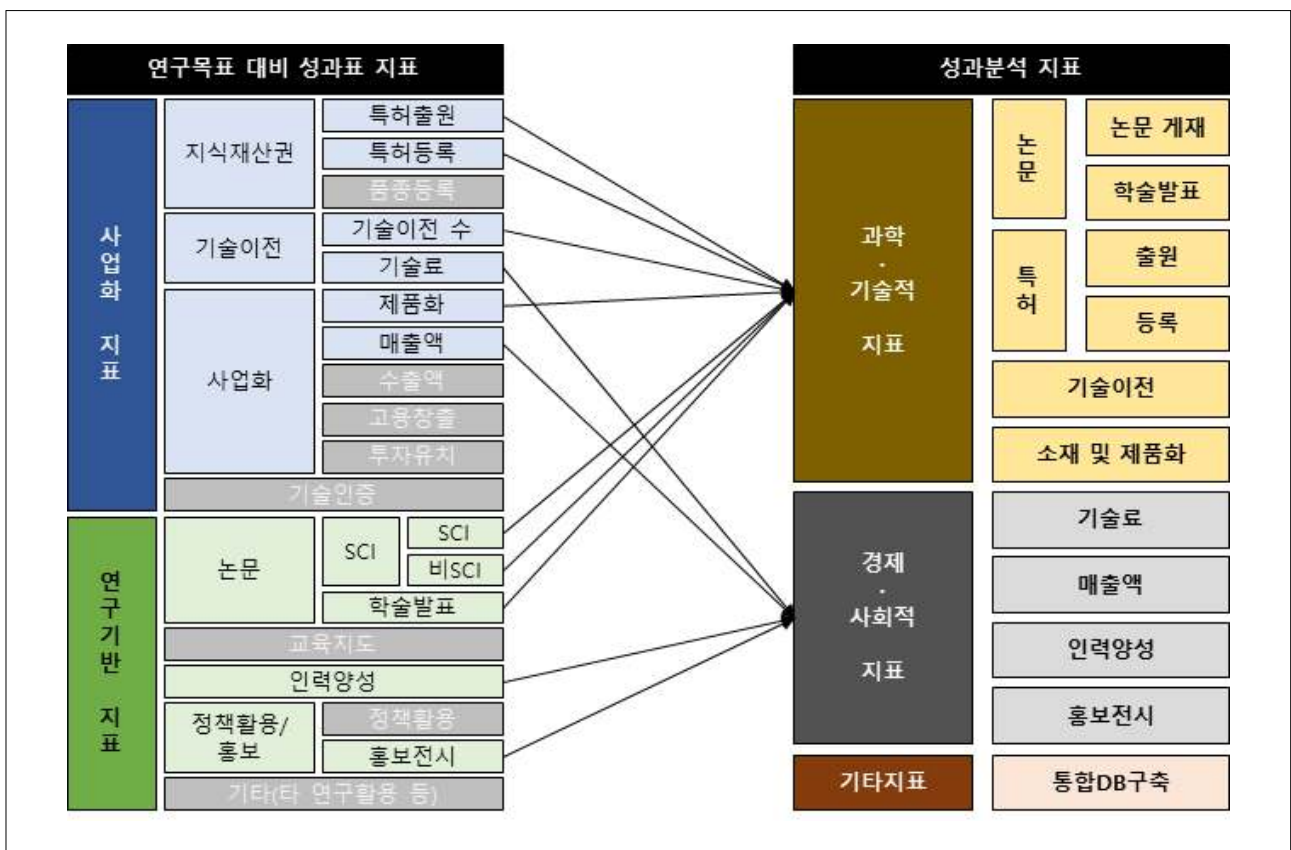 연구목표 대비 성과표 지표
사업화 지표
지식재산권
특허출원
특허등록
품종등록
기술이전
기술이전 수
기술료
사업화
제품화
매출액
수출액
고용창출
투자유치
기술인증
연구기반 지표
논문
SCI
SCI
비SCI
학술발표
교육지도
인력양성
정책활용/
홍보
정책활용
홍보전시
기타(타 연구활용 등)
성과분석 지표
과학
·
기술적
지표
논문
논문 게재
학술발표
특허
출원
등록
기술이전
소재 및 제품화
경제
·
사회적
지표
기술료
매출액
인력양성
홍보전시
기타지표
통합DB구축